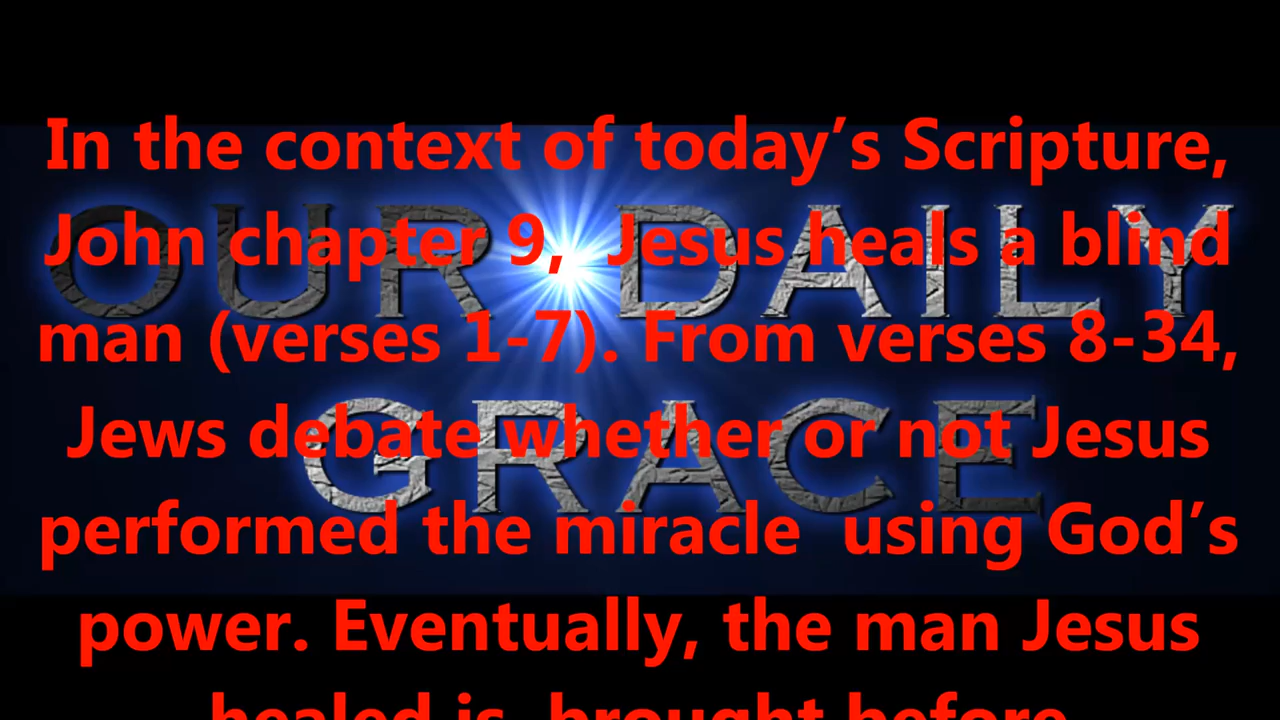 In the context of today’s Scripture,
OUR DAILY
John chapter 9,  Jesus heals a blind
man (verses 1-7). From verses 8-34,
GRACE
Jews debate whether or not Jesus
performed the miracle  using God’s
power. Eventually, the man Jesus
healed is  brought before